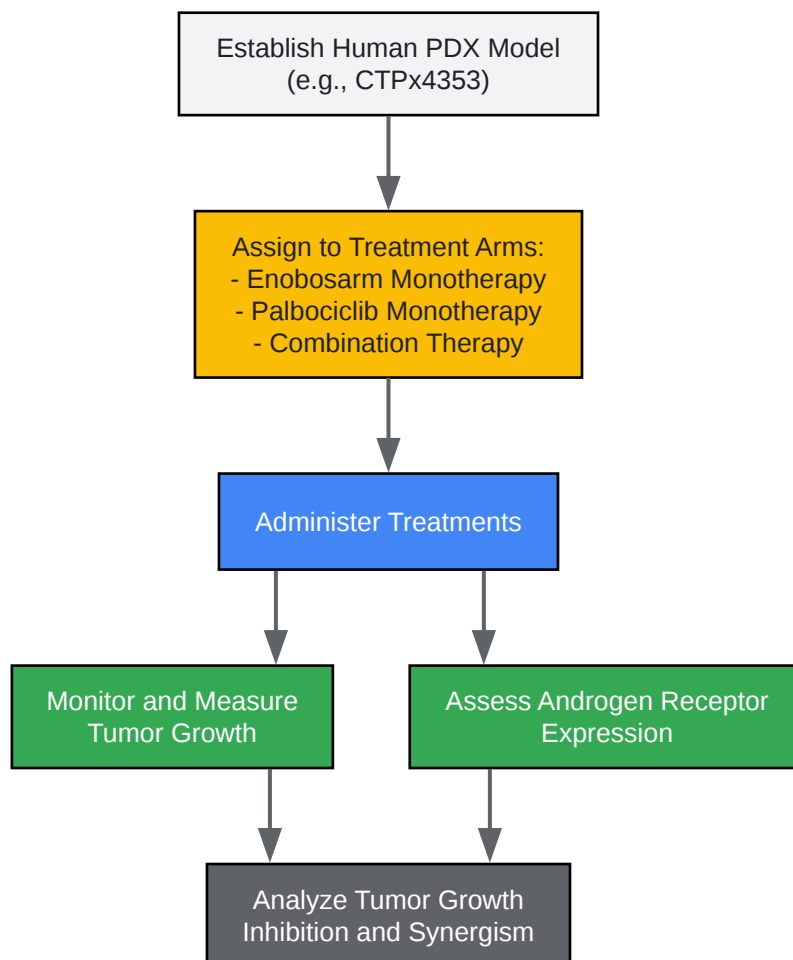 Establish Human PDX Model
(e.g., CTPx4353)
Assign to Treatment Arms:
- Enobosarm Monotherapy
- Palbociclib Monotherapy
- Combination Therapy
Administer Treatments
Monitor and Measure
Tumor Growth
Assess Androgen Receptor
Expression
Analyze Tumor Growth
Inhibition and Synergism